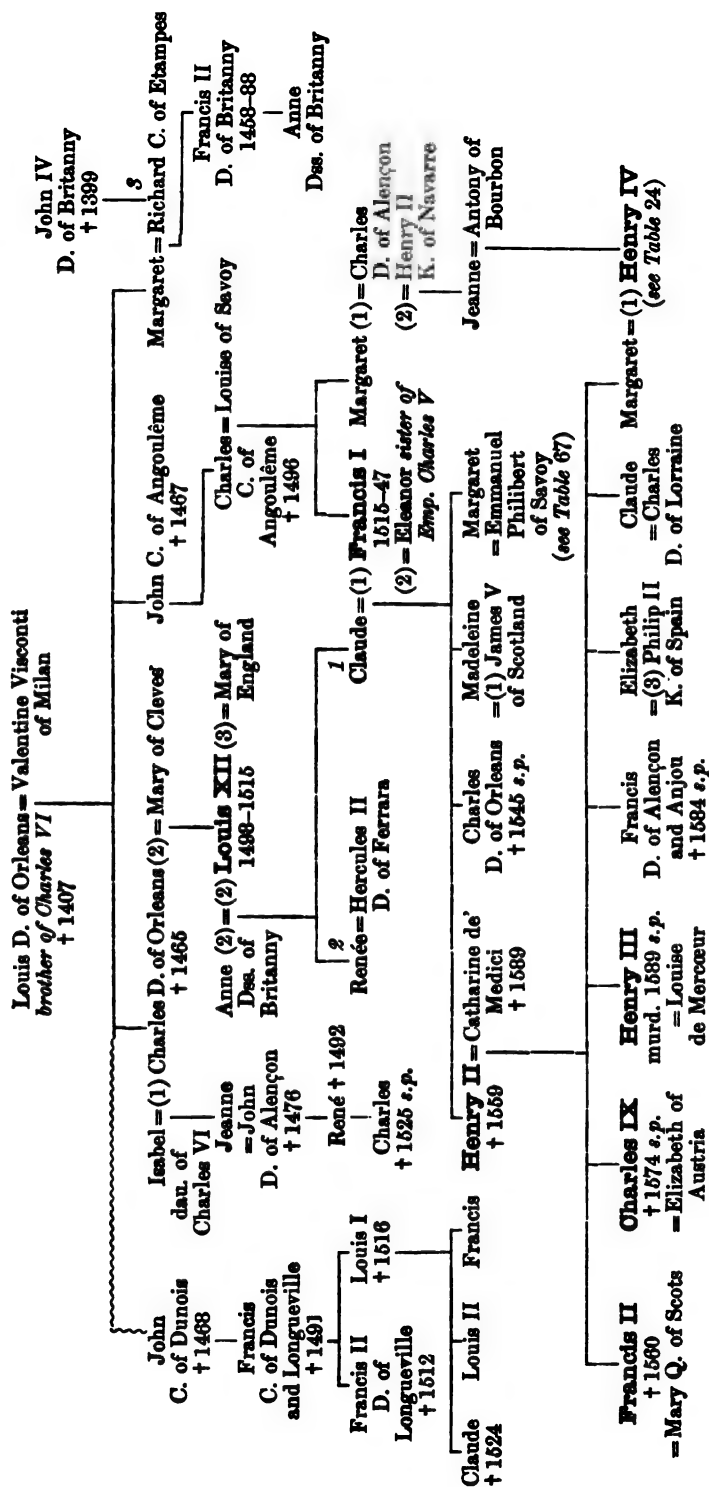 Louis D. of Orleans = Valentine Visconti
brother of Charles VI of Milan
† 1407
John IV
D. of Britanny
† 1399
3
John
C. of Dunois
† 1468
Isabel = (1) Charles D. of Orleans (2) = Mary of Cleves
dau. of † 1465
Charles VI
John C. of Angoulême
† 1467
Margaret = Richard C. of Etampes
Francis
C. of Dunois
and Longueville
† 1491
Jeanne
= John
D. of Alençon
† 1476
Anne (2) = (2) Louis XII (3) = Mary of
Dss. of 1498–1515 England
Britanny
Charles = Louise of Savoy
C. of
Angoulême
† 1496
Francis II
D. of Britanny
1458–88
Anne
Dss. of Britanny
Francis II
D. of
Longueville
† 1512
Louis I
† 1516
René † 1492
Charles
† 1525 s.p.
2
Renée = Hercules II
D. of Ferrara
1
Claude = (1) Francis I
1515–47
(2) = Eleanor sister of
Emp. Charles V
Margaret (1) = Charles
D. of Alençon
(2) = Henry II
K. of Navarre
Claude
† 1524
Louis II
Francis
Henry II = Catharine de'
† 1559 Medici
† 1589
Charles
D. of Orleans
† 1545 s.p.
Madeleine
= (1) James V
of Scotland
Margaret
= Emmanuel
Philibert
of Savoy
(see Table 67)
Jeanne = Antony of
Bourbon
Francis II
† 1560
= Mary Q. of Scots
Charles IX
† 1574 s.p.
= Elizabeth of
Austria
Henry III
murd. 1589 s.p.
= Louise
de Mercœur
Francis
D. of Alençon
and Anjou
† 1584 s.p.
Elizabeth
= (3) Philip II
K. of Spain
Claude
= Charles
D. of Lorraine
Margaret = (1) Henry IV
(see Table 24)